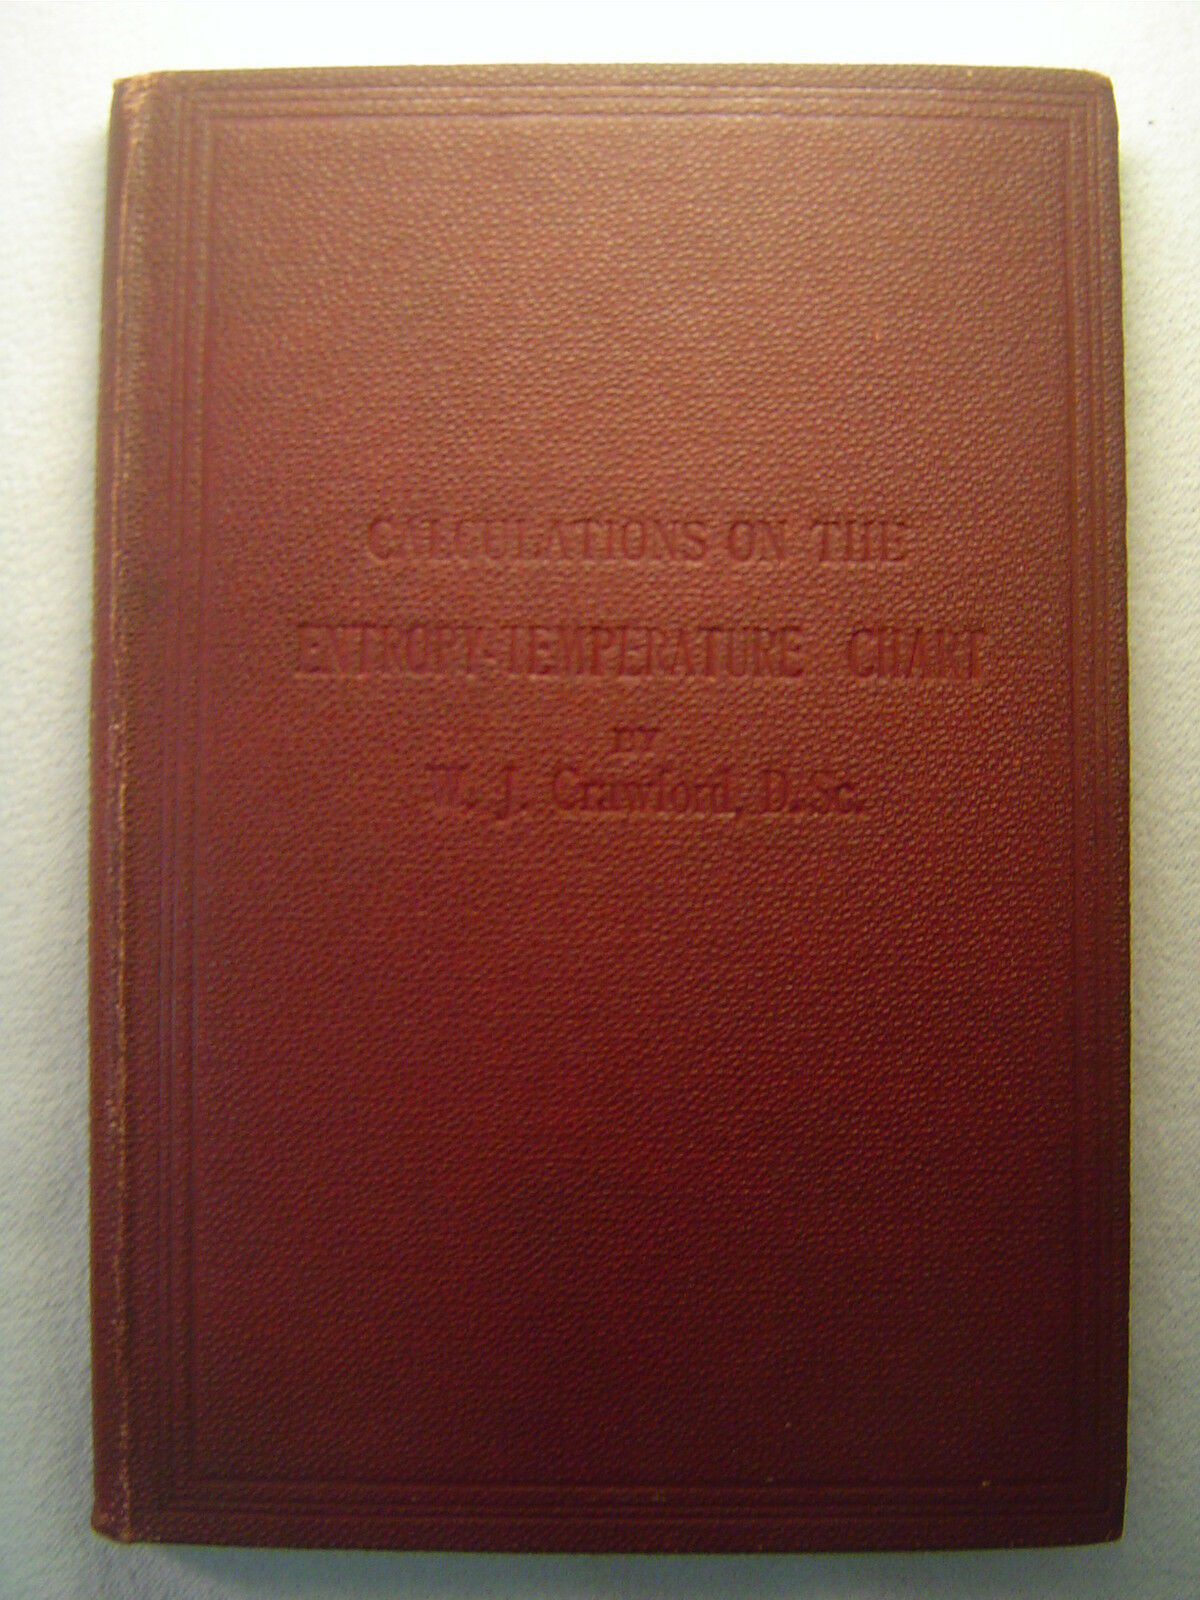 CALCULATIONS ON THE
ENTROPY-TEMPERATURE CHART
BY
W. J. Crawford, D.Sc.